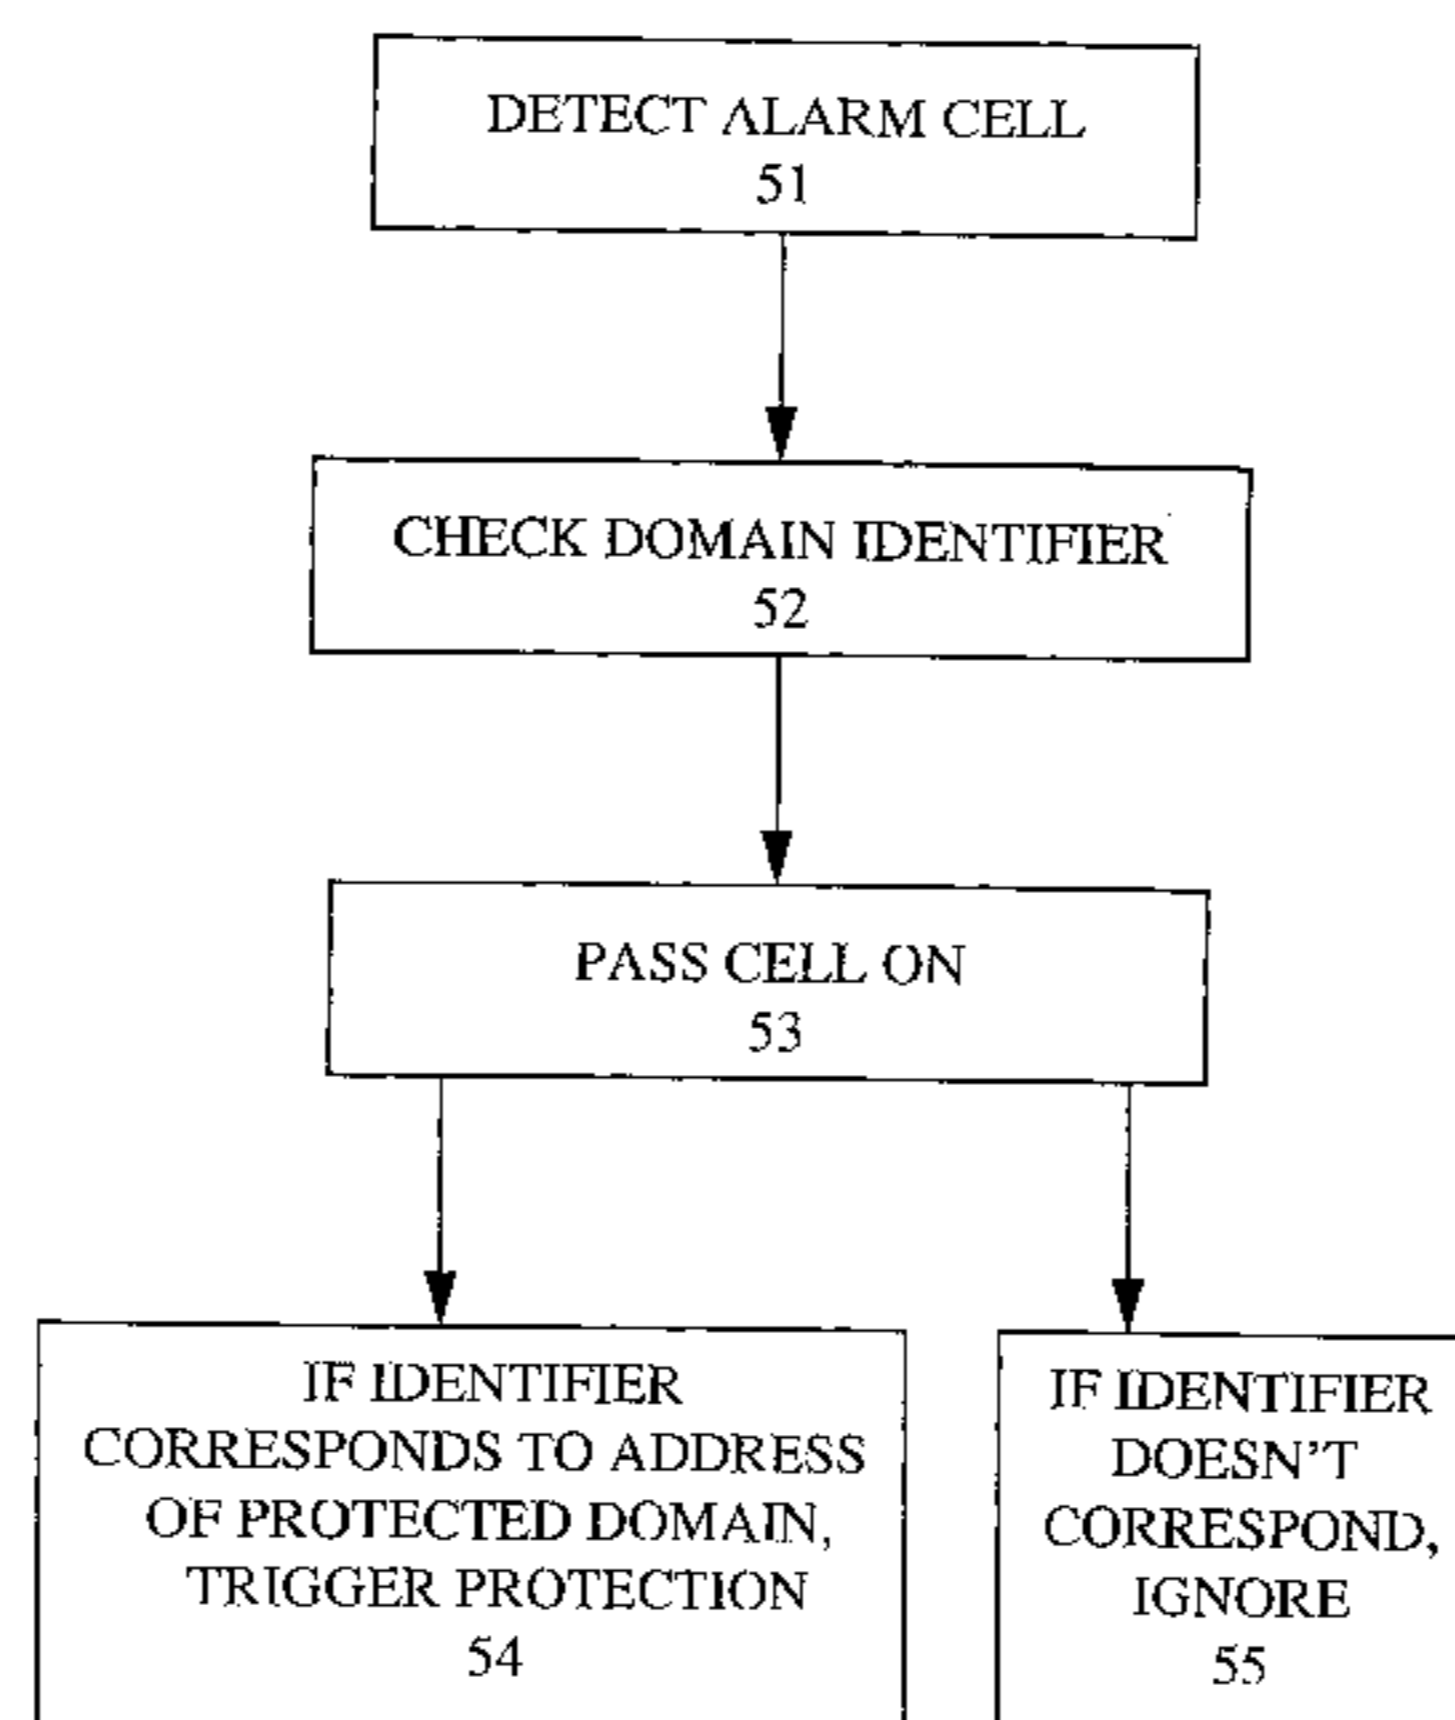 DETECT ALARM CELL
51
CHECK DOMAIN IDENTIFIER
52
PASS CELL ON
53
IF IDENTIFIER
CORRESPONDS TO ADDRESS
OF PROTECTED DOMAIN,
TRIGGER PROTECTION
54
IF IDENTIFIER
DOESN'T
CORRESPOND,
IGNORE
55